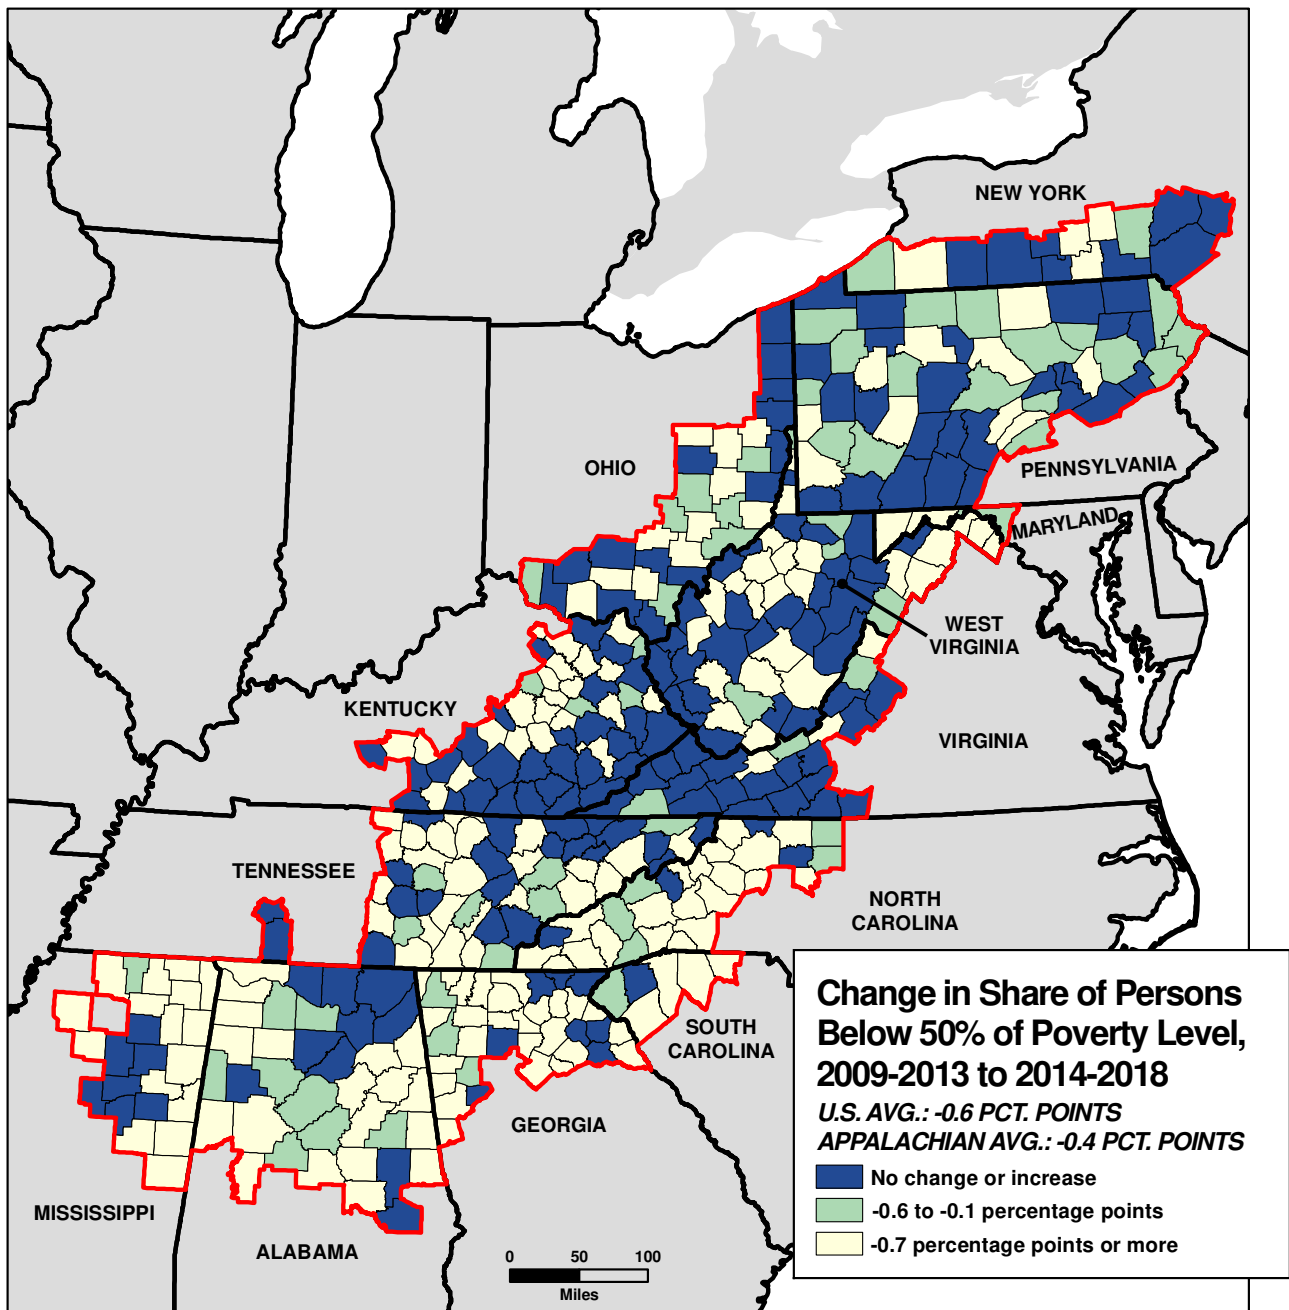 NEW YORK
OHIO
PENNSYLVANIA
MARYLAND
WEST
VIRGINIA
KENTUCKY
VIRGINIA
TENNESSEE
NORTH
CAROLINA
SOUTH
CAROLINA
GEORGIA
MISSISSIPPI
ALABAMA
0 50 100
Miles
Change in Share of Persons
Below 50% of Poverty Level,
2009-2013 to 2014-2018
U.S. AVG.: -0.6 PCT. POINTS
APPALACHIAN AVG.: -0.4 PCT. POINTS
No change or increase
-0.6 to -0.1 percentage points
-0.7 percentage points or more